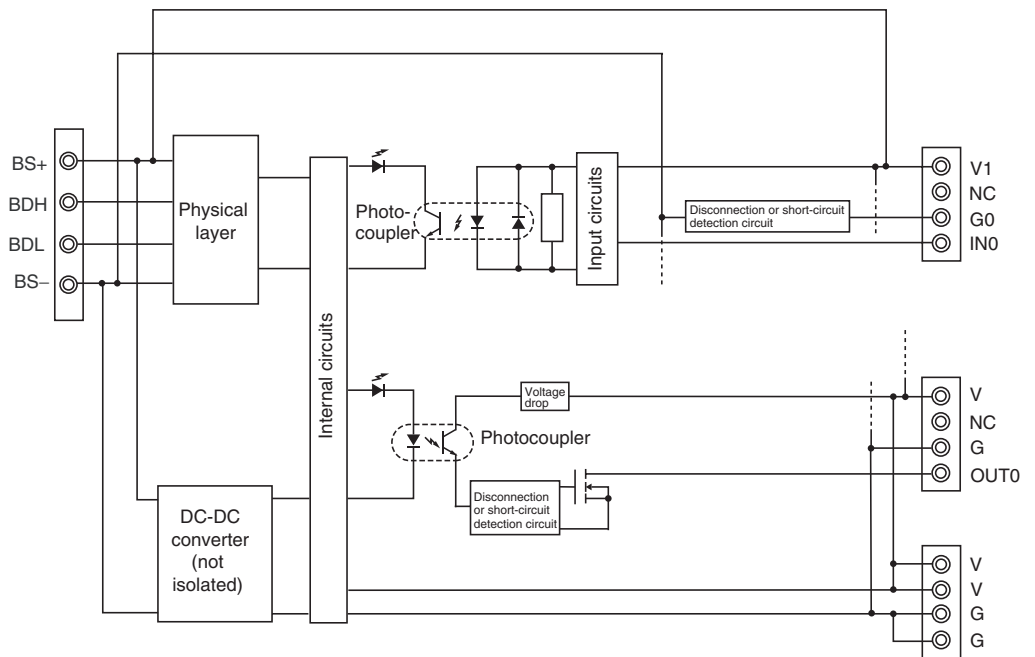 BS+
BDH
BDL
BS−
Physical
layer
Internal circuits
Photo-
coupler
Input circuits
Disconnection or short-circuit
detection circuit
V1
NC
G0
IN0
Voltage
drop
Photocoupler
Disconnection
or short-circuit
detection circuit
V
NC
G
OUT0
DC-DC
converter
(not
isolated)
V
V
G
G